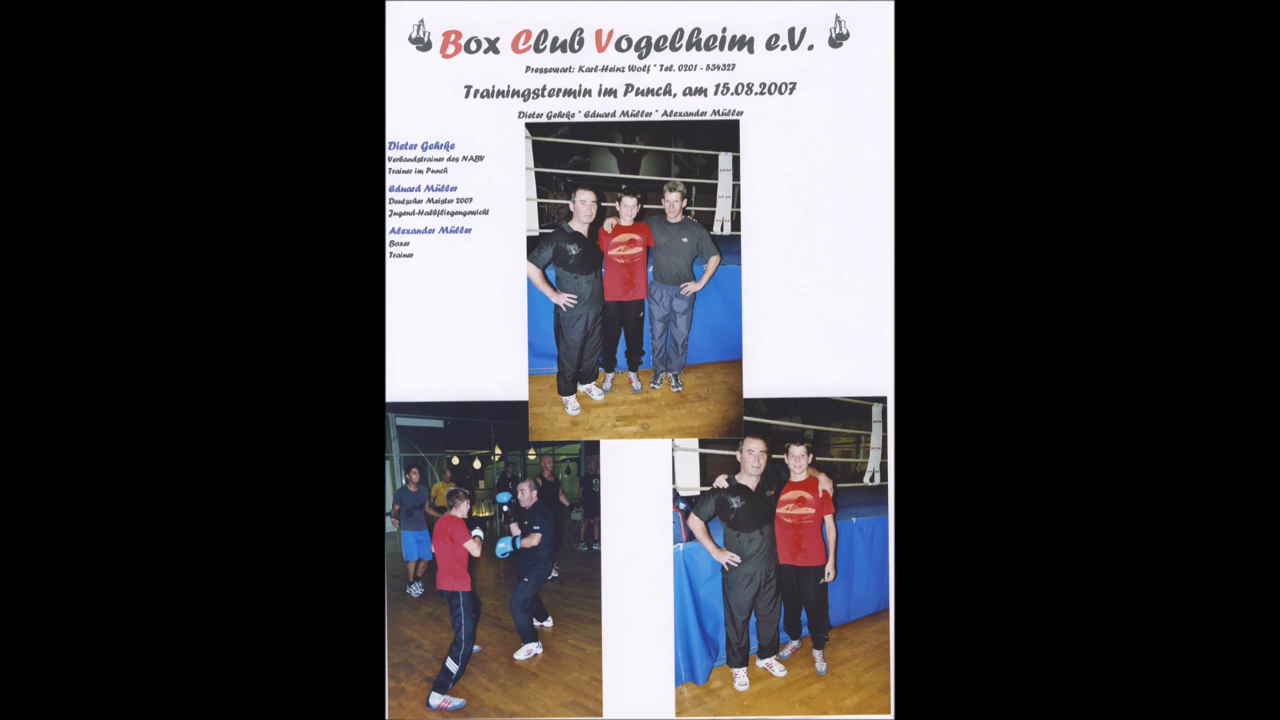 Box Club Vogelheim e.V.
Pressewart: Karl-Heinz Wolf * Tel. 0201 - 534327
Trainingstermin im Punch, am 15.08.2007
Dieter Gehrke * Eduard Müller * Alexander Müller
Dieter Gehrke
Verbandstrainer des NABV
Trainer im Punch
Eduard Müller
Deutscher Meister 2007
Jugend-Halbfliegengewicht
Alexander Müller
Boxer
Trainer